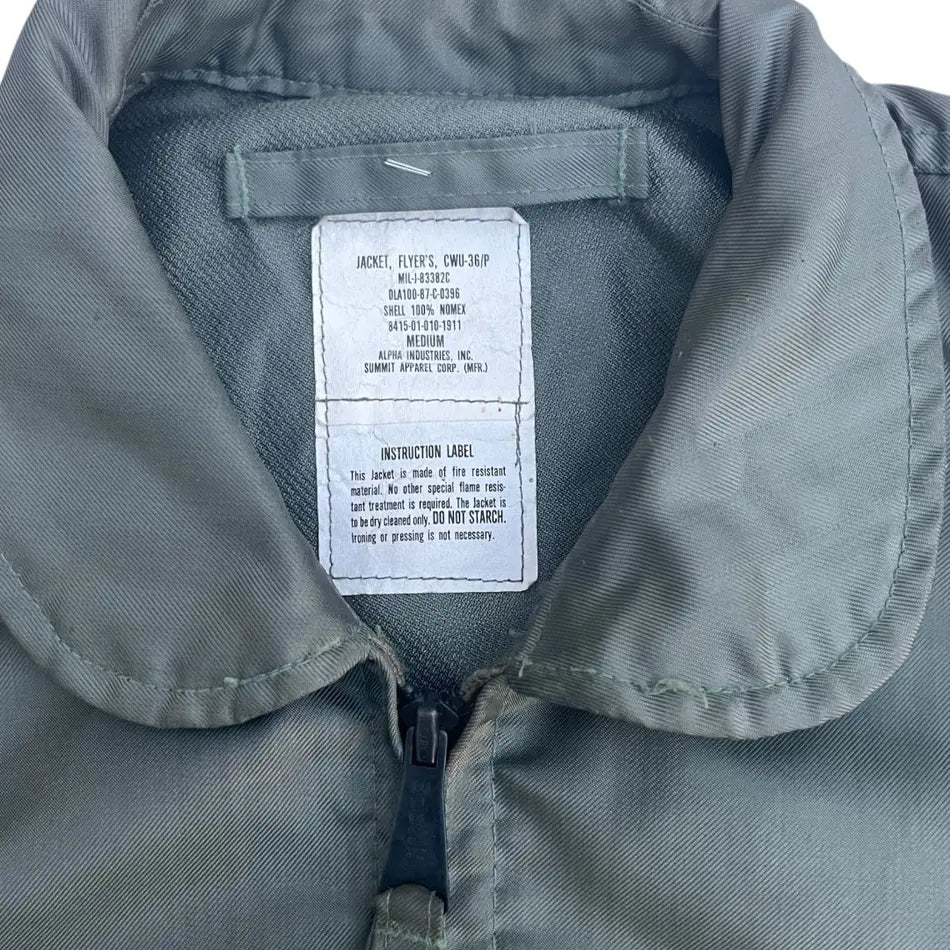 JACKET, FLYER'S, CWU-36/P
MIL-J-83382C
DLA100-87-C-0396
SHELL 100% NOMEX
8415-01-010-1911
MEDIUM
ALPHA INDUSTRIES, INC.
SUMMIT APPAREL CORP. (MFR.)
INSTRUCTION LABEL
This Jacket is made of fire resistant
material. No other special flame resis-
tant treatment is required. The Jacket is
to be dry cleaned only. DO NOT STARCH.
Ironing or pressing is not necessary.